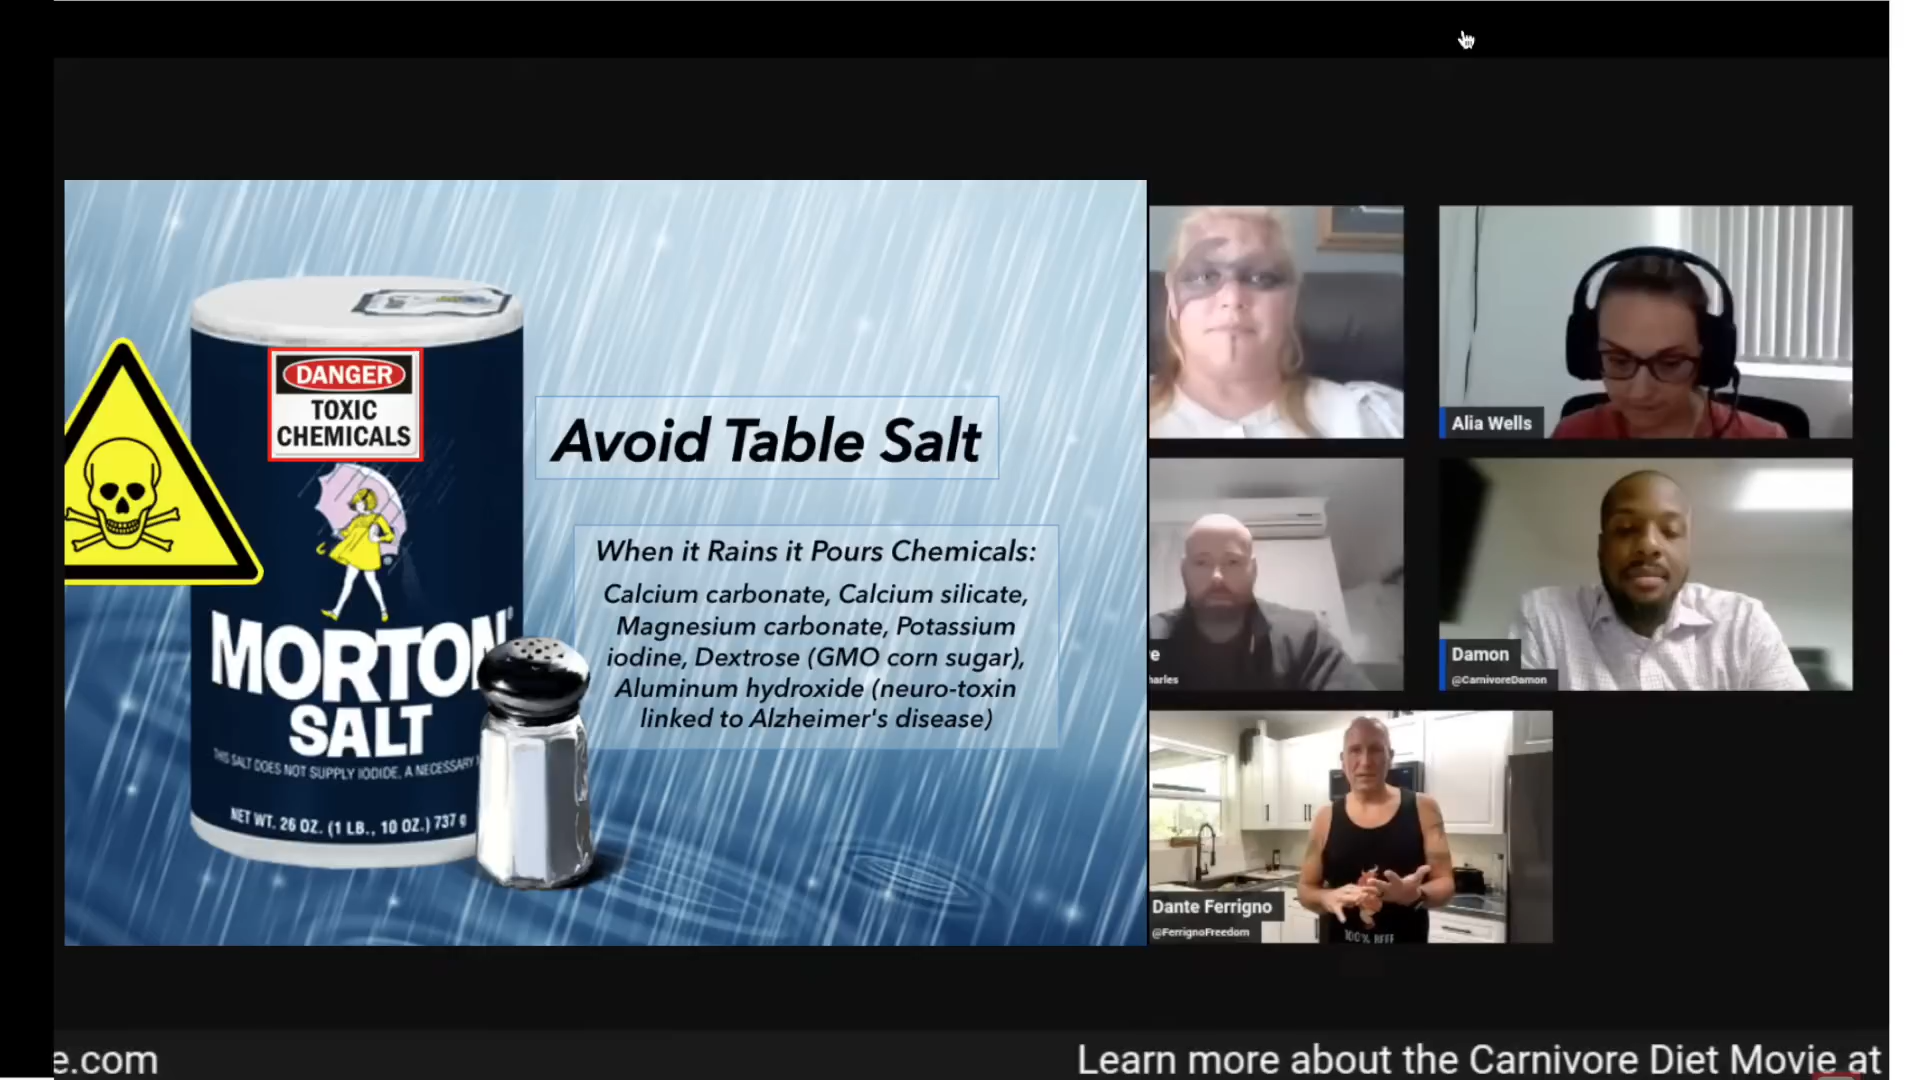 DANGER
TOXIC
CHEMICALS
MORTON
SALT
THIS SALT DOES NOT SUPPLY IODIDE, A NECESSARY
NET WT. 26 OZ. (1 LB., 10 OZ.) 737 g
Avoid Table Salt
When it Rains it Pours Chemicals:
Calcium carbonate, Calcium silicate,
Magnesium carbonate, Potassium
iodine, Dextrose (GMO corn sugar),
Aluminum hydroxide (neuro-toxin
linked to Alzheimer's disease)
Alia Wells
e
harles
Damon
@CarnivoreDamon
Dante Ferrigno
@FerrignoFreedom
100% BEEF
e.com
Learn more about the Carnivore Diet Movie at